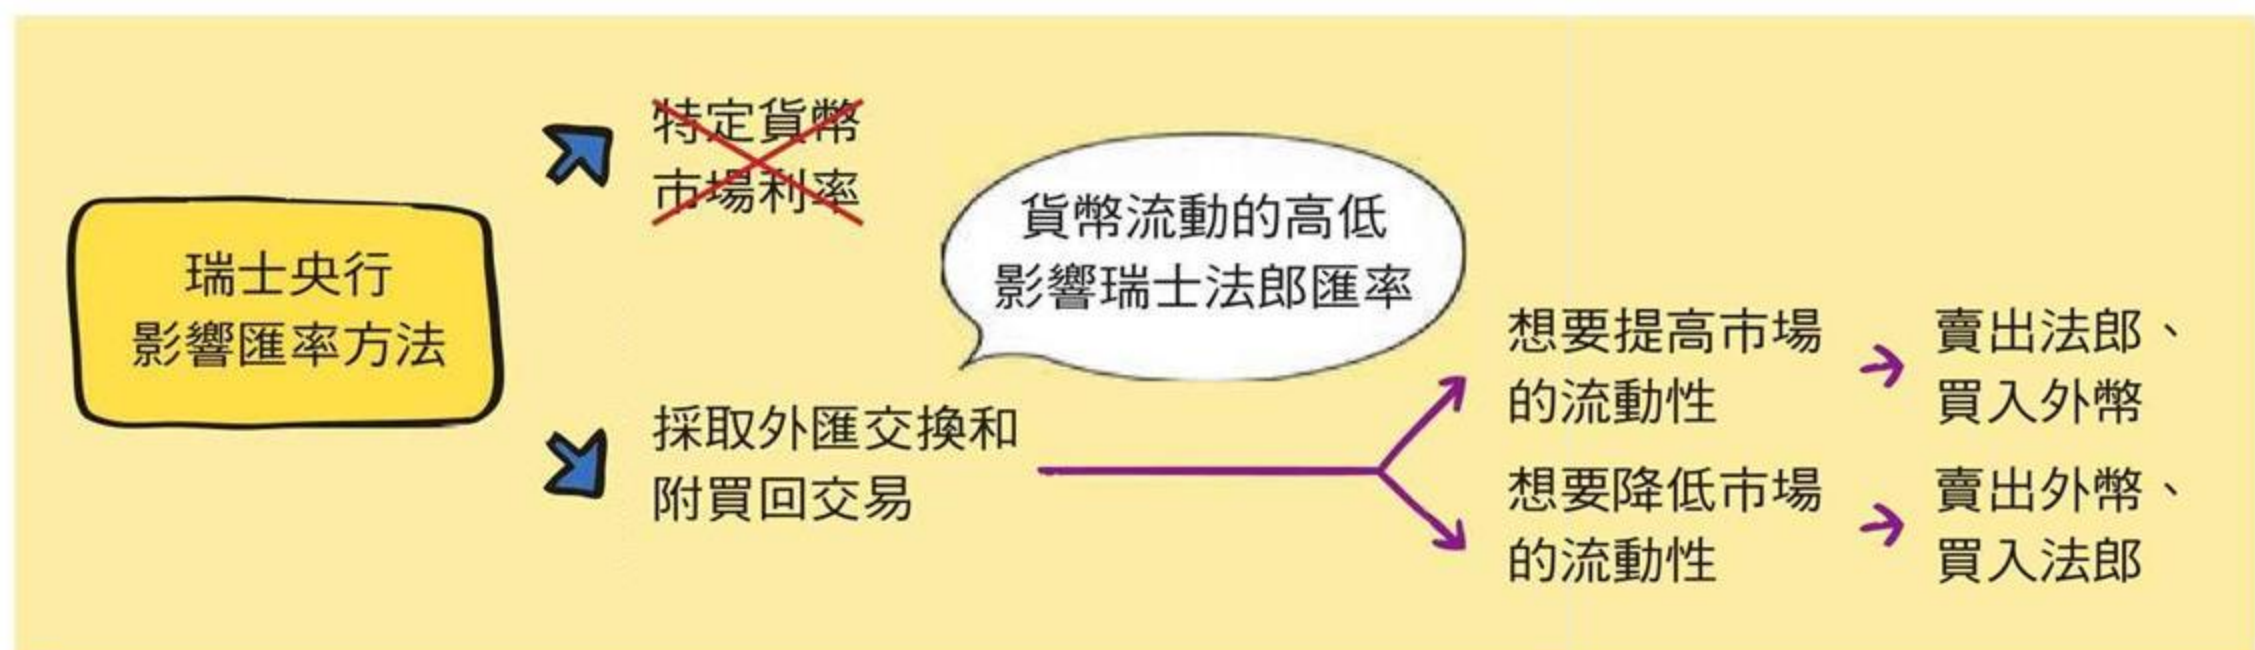 瑞士央行
影響匯率方法
特定貨幣
市場利率
貨幣流動的高低
影響瑞士法郎匯率
採取外匯交換和
附買回交易
想要提高市場
的流動性
賣出法郎、
買入外幣
想要降低市場
的流動性
賣出外幣、
買入法郎